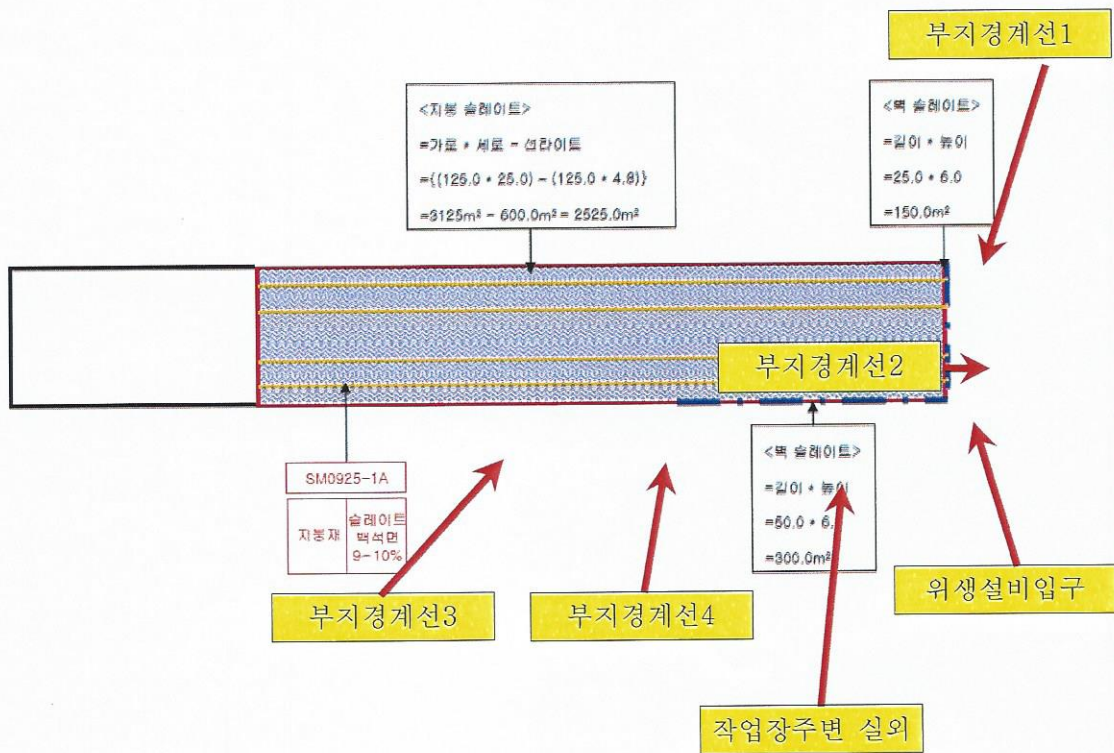 부지경계선1
<지붕 슬레이트>
=가로 * 세로 - 선라이트
={((125.0 * 25.0) - (125.0 * 4.8)}
=3125m² - 600.0m² = 2525.0m²
<벽 슬레이트>
=길이 * 높이
=25.0 * 6.0
=150.0m²
부지경계선2
SM0925-1A
지붕재
슬레이트
백석면
9-10%
<벽 슬레이트>
=길이 * 높이
=50.0 * 6.
=300.0m²
부지경계선3
부지경계선4
위생설비입구
작업장주변 실외